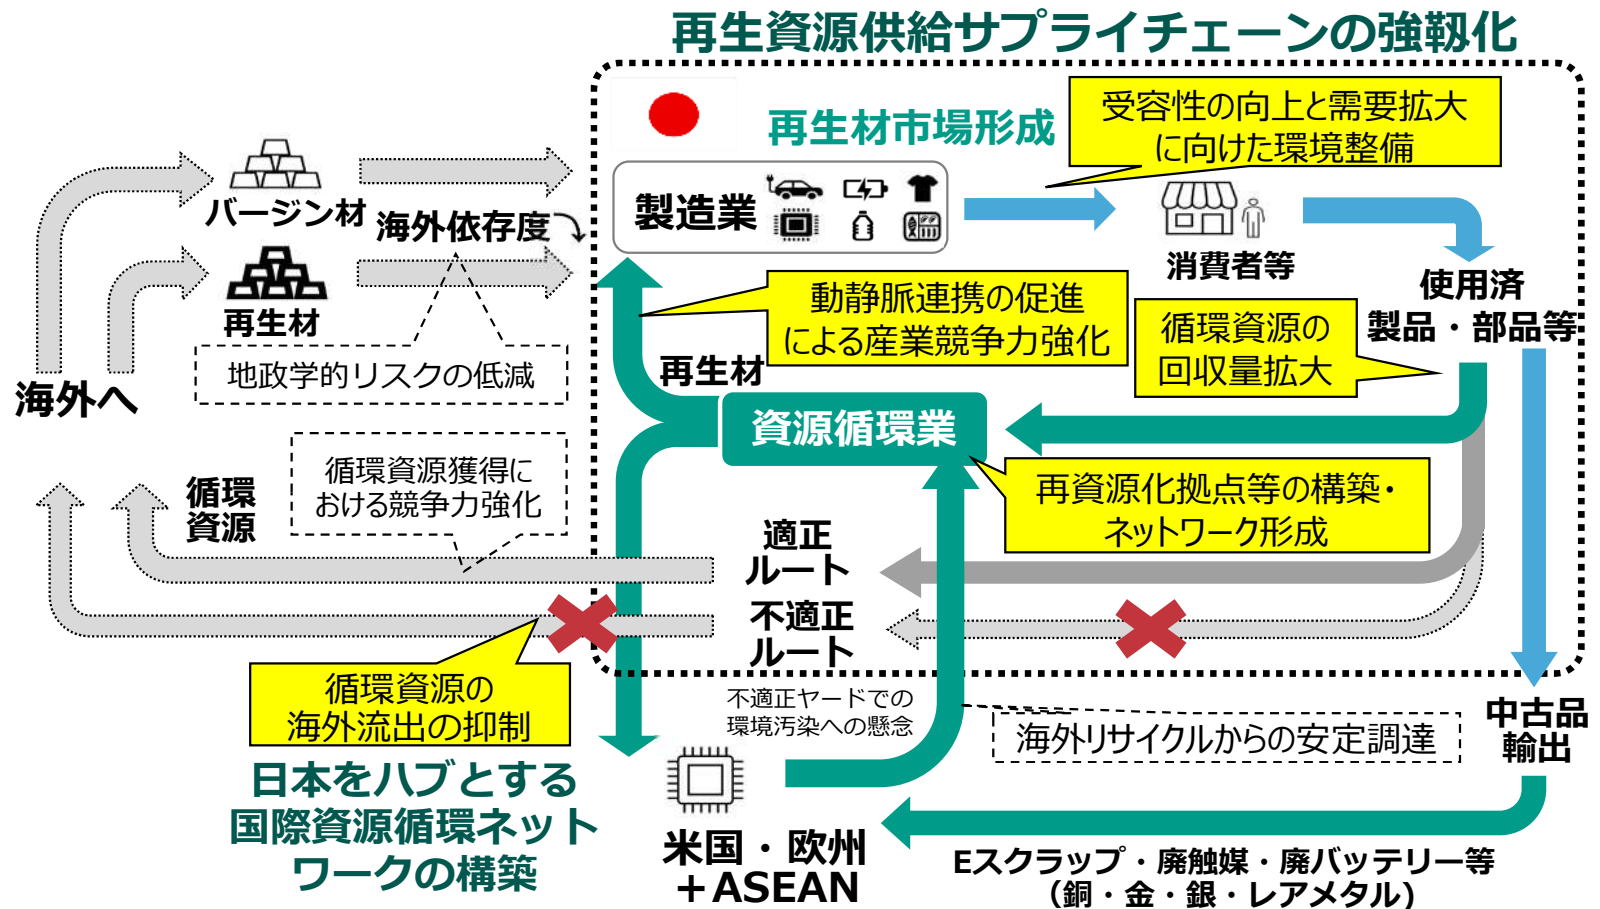 再生資源供給サプライチェーンの強靱化
再生材市場形成
受容性の向上と需要拡大
に向けた環境整備
バージン材
海外依存度
製造業
消費者等
再生材
地政学的リスクの低減
海外へ
動静脈連携の促進
による産業競争力強化
使用済
製品・部品等
循環資源の
回収量拡大
再生材
資源循環業
循環資源獲得に
おける競争力強化
循環
資源
再資源化拠点等の構築・
ネットワーク形成
適正
ルート
不適正
ルート
循環資源の
海外流出の抑制
不適正ヤードでの
環境汚染への懸念
海外リサイクルからの安定調達
中古品
輸出
日本をハブとする
国際資源循環ネット
ワークの構築
米国・欧州
＋ASEAN
Eスクラップ・廃触媒・廃バッテリー等
（銅・金・銀・レアメタル)